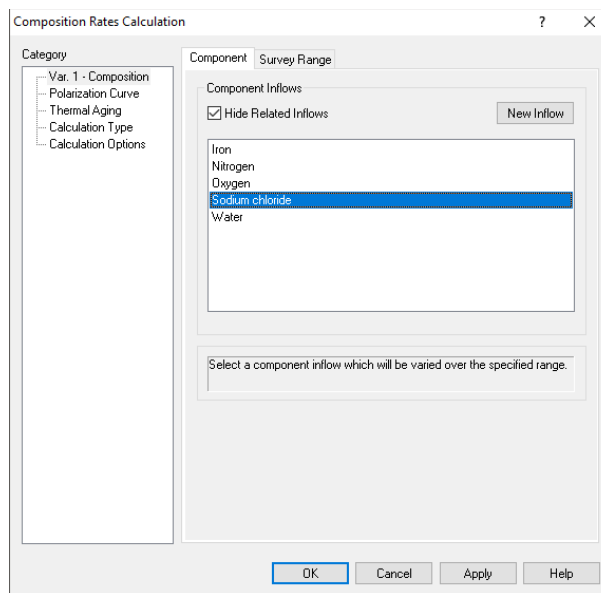 Composition Rates Calculation
?
Category
Var. 1 - Composition
Polarization Curve
Thermal Aging
Calculation Type
Calculation Options
Component
Survey Range
Component Inflows
Hide Related Inflows
New Inflow
Iron
Nitrogen
Oxygen
Sodium chloride
Water
Select a component inflow which will be varied over the specified range.
OK
Cancel
Apply
Help